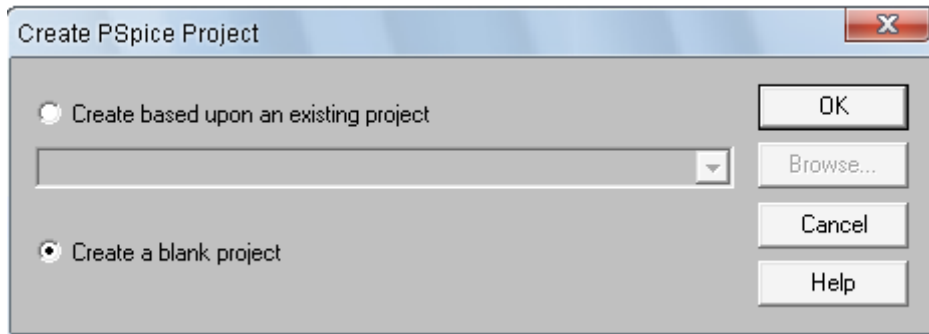 Create PSpice Project
Create based upon an existing project
OK
Browse...
Create a blank project
Cancel
Help